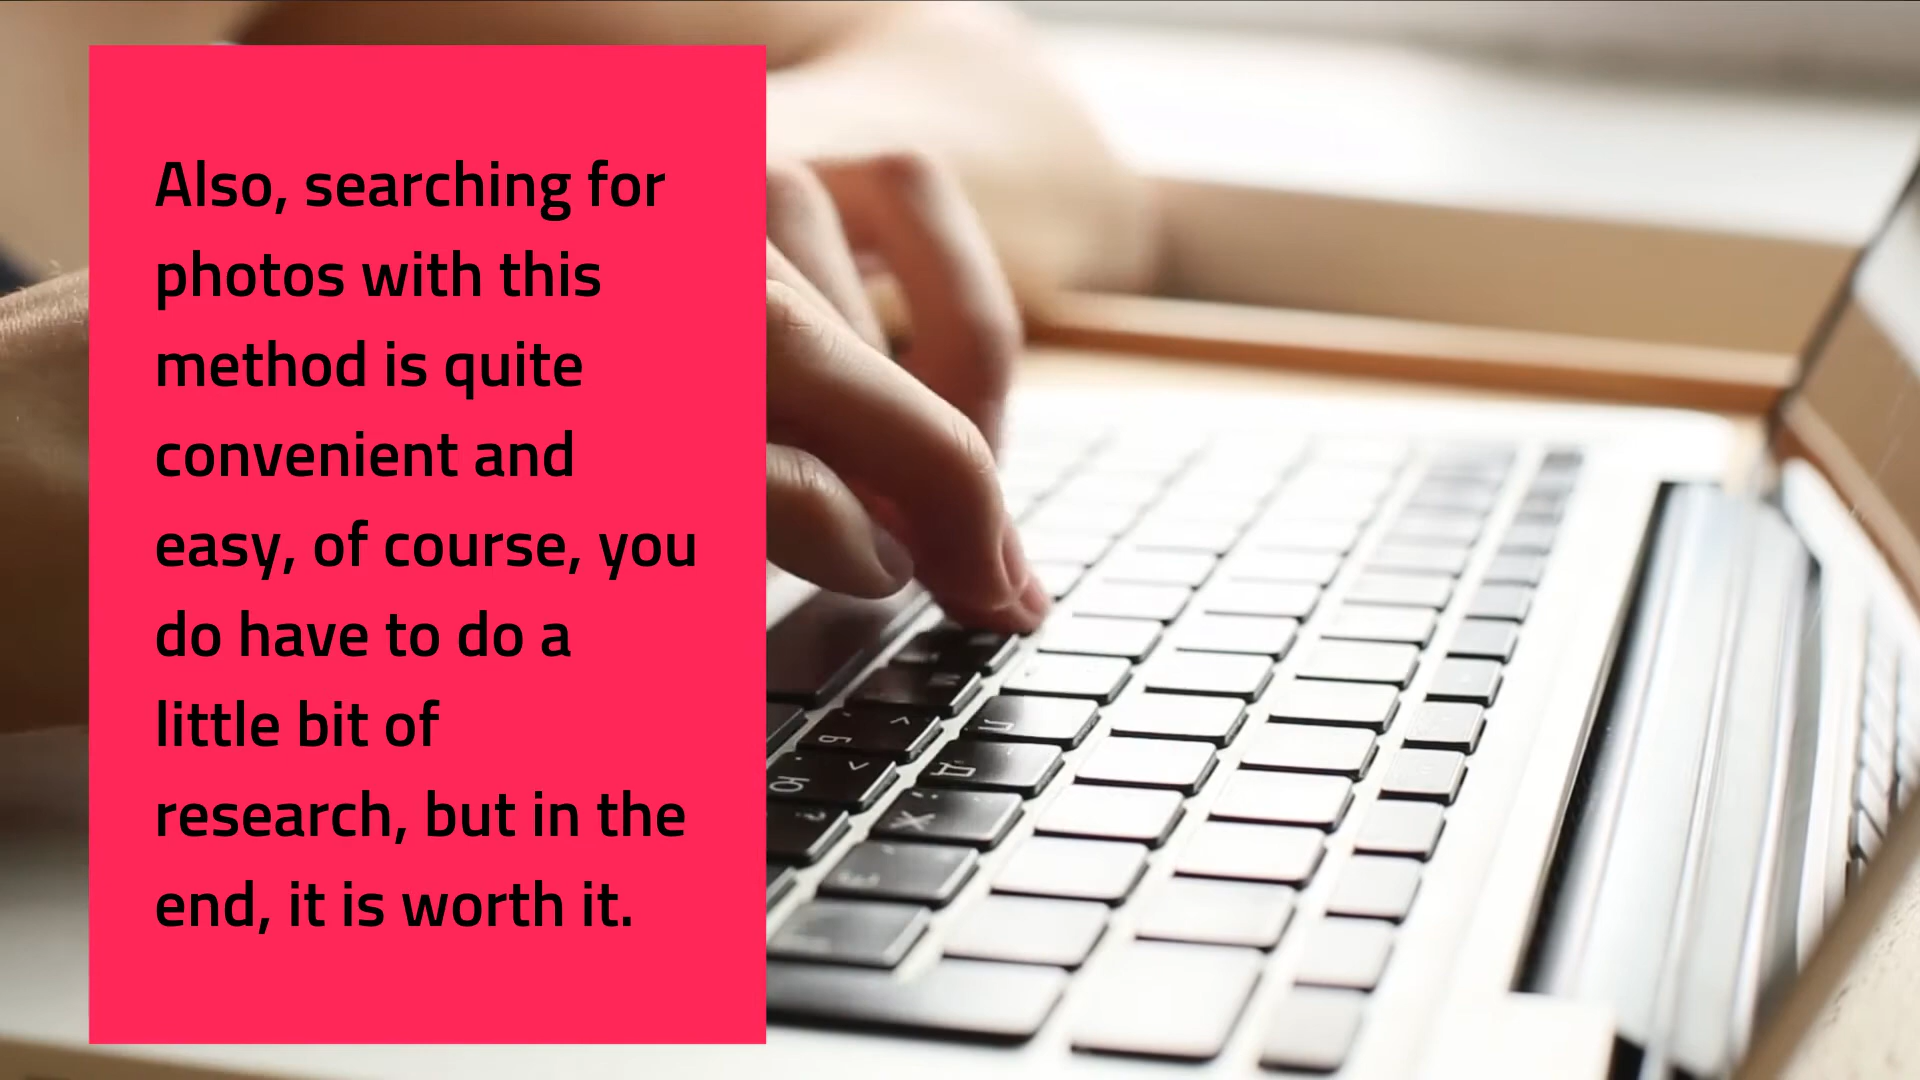 Also, searching for
photos with this
method is quite
convenient and
easy, of course, you
do have to do a
little bit of
research, but in the
end, it is worth it.
Б
Ю
Л
Д
Ж